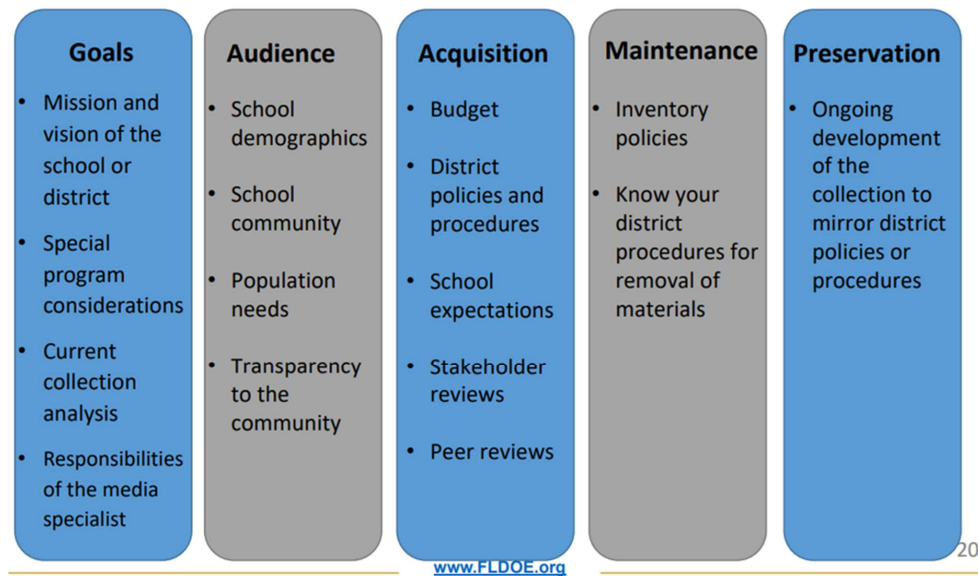 Goals
• Mission and
vision of the
school or
district
• Special
program
considerations
• Current
collection
analysis
• Responsibilities
of the media
specialist
Audience
• School
demographics
• School
community
• Population
needs
• Transparency
to the
community
Acquisition
• Budget
• District
policies and
procedures
• School
expectations
• Stakeholder
reviews
• Peer reviews
Maintenance
• Inventory
policies
• Know your
district
procedures for
removal of
materials
Preservation
• Ongoing
development
of the
collection to
mirror district
policies or
procedures
20
www.FLDOE.org